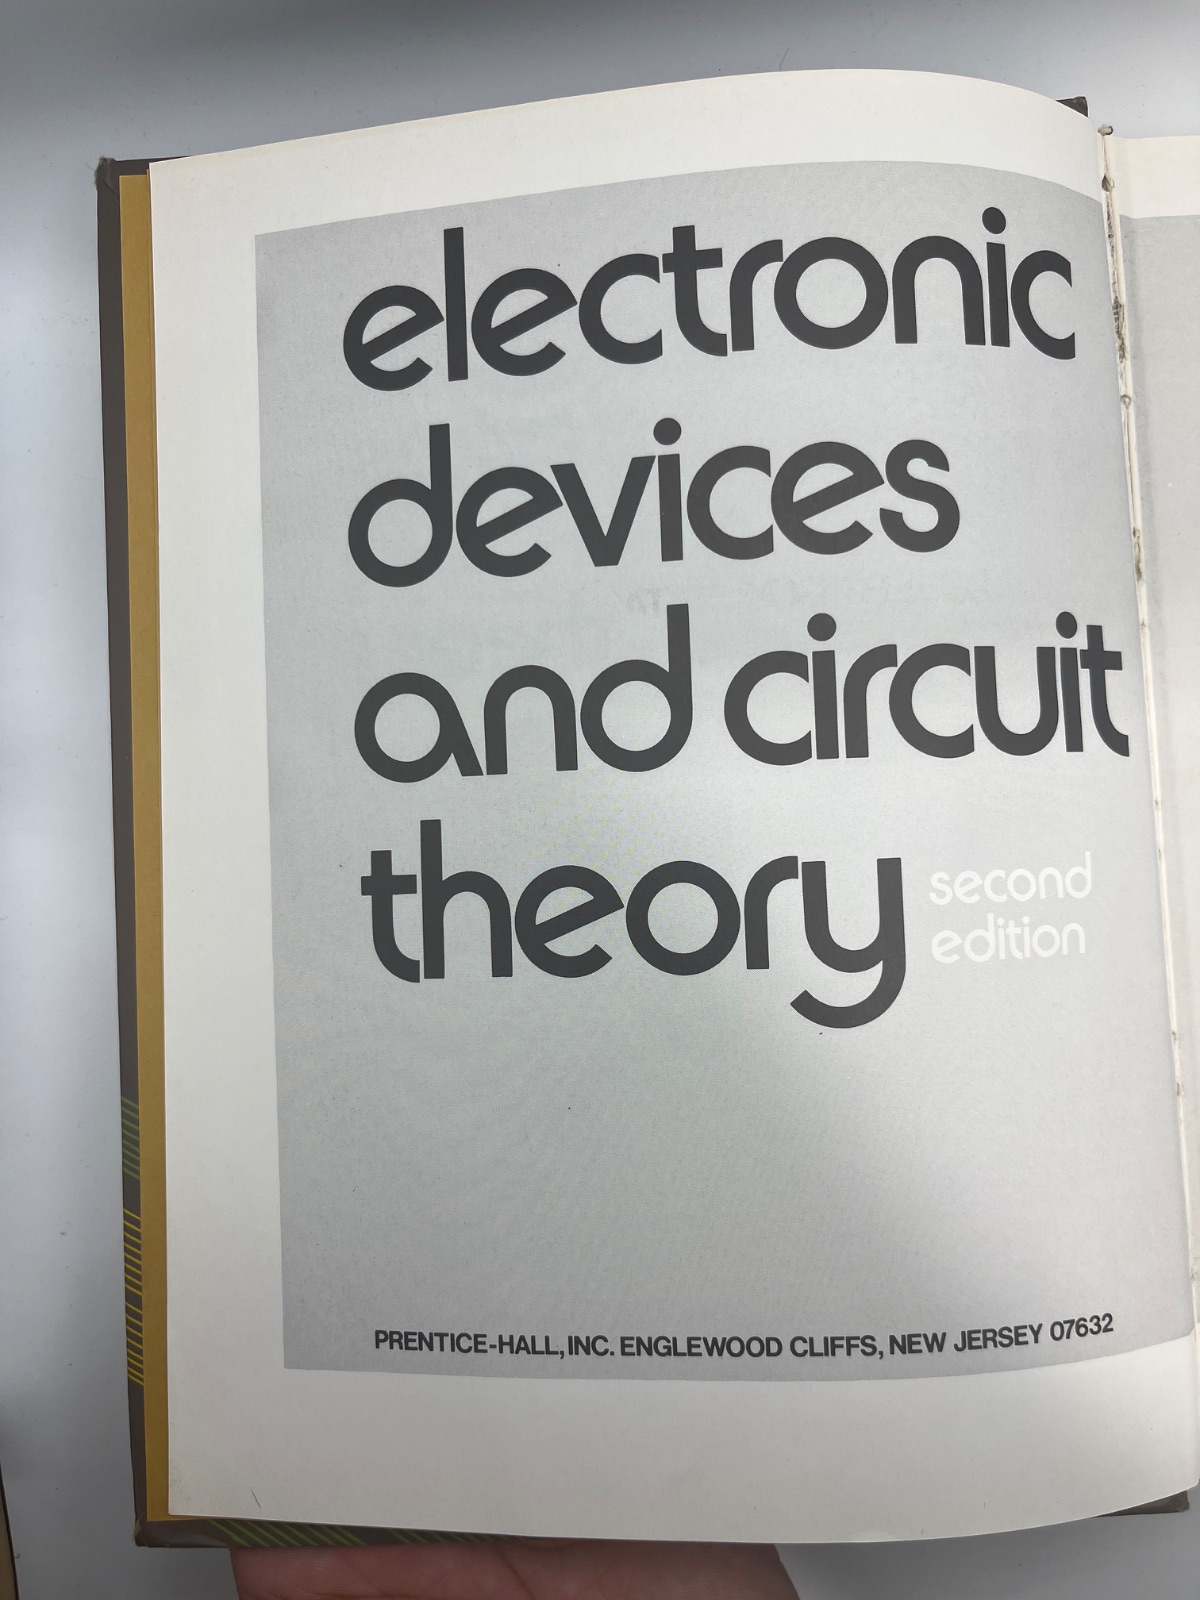 electronic
devices
and circuit
theory
second
edition
PRENTICE-HALL, INC. ENGLEWOOD CLIFFS, NEW JERSEY 07632